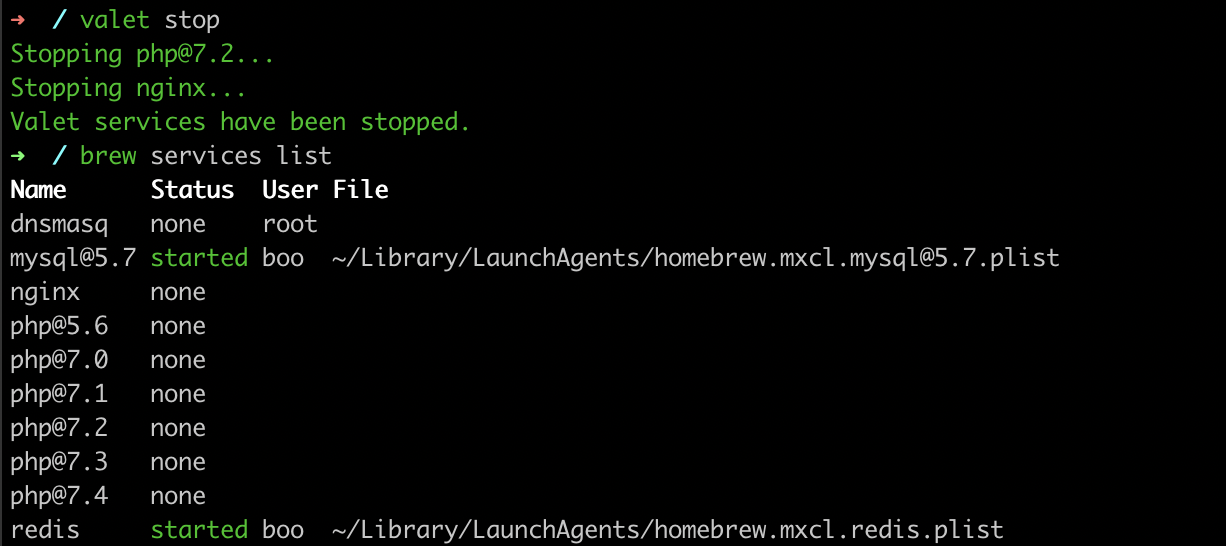 ➜  / valet stop
Stopping php@7.2...
Stopping nginx...
Valet services have been stopped.
➜  / brew services list
Name      Status  User File
dnsmasq   none    root
mysql@5.7 started boo  ~/Library/LaunchAgents/homebrew.mxcl.mysql@5.7.plist
nginx     none
php@5.6   none
php@7.0   none
php@7.1   none
php@7.2   none
php@7.3   none
php@7.4   none
redis     started boo  ~/Library/LaunchAgents/homebrew.mxcl.redis.plist